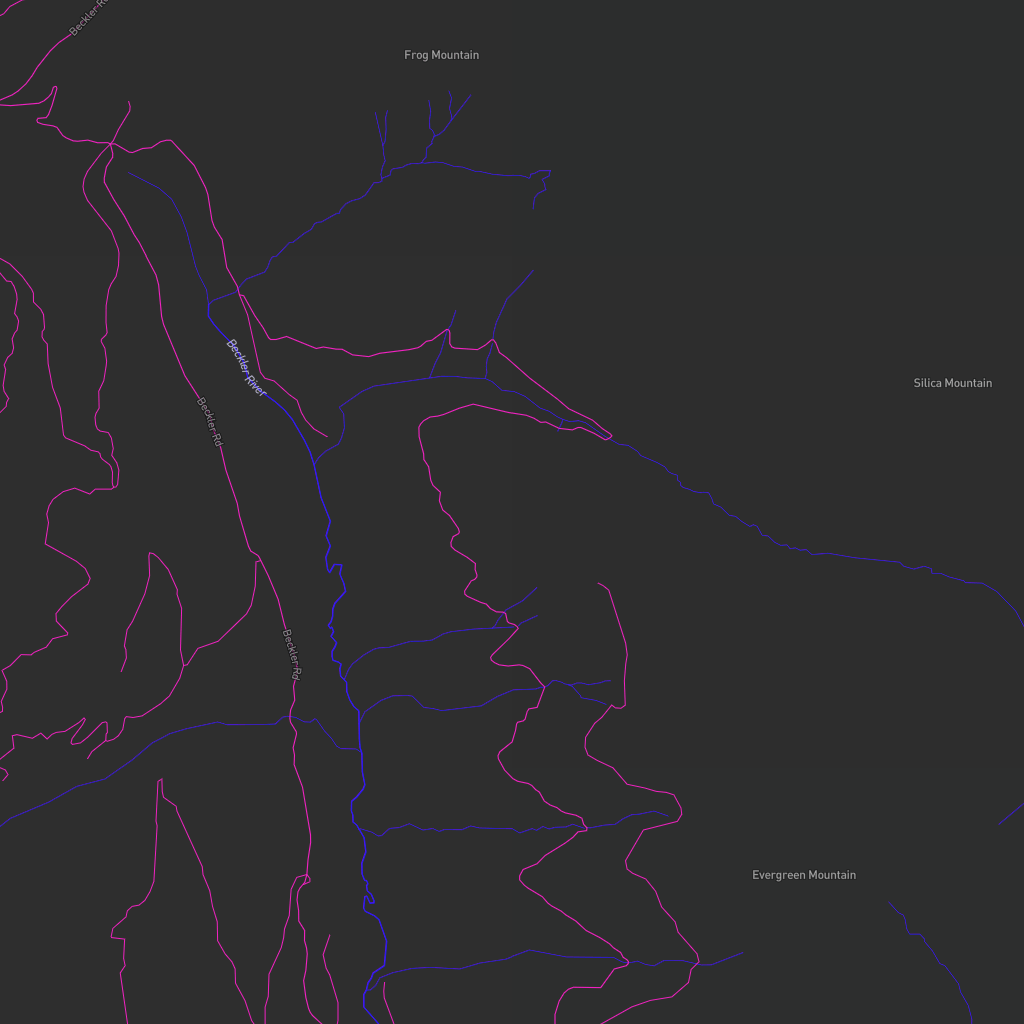 Beckler Rd
Frog Mountain
Beckler River
Silica Mountain
Beckler Rd
Beckler Rd
Evergreen Mountain